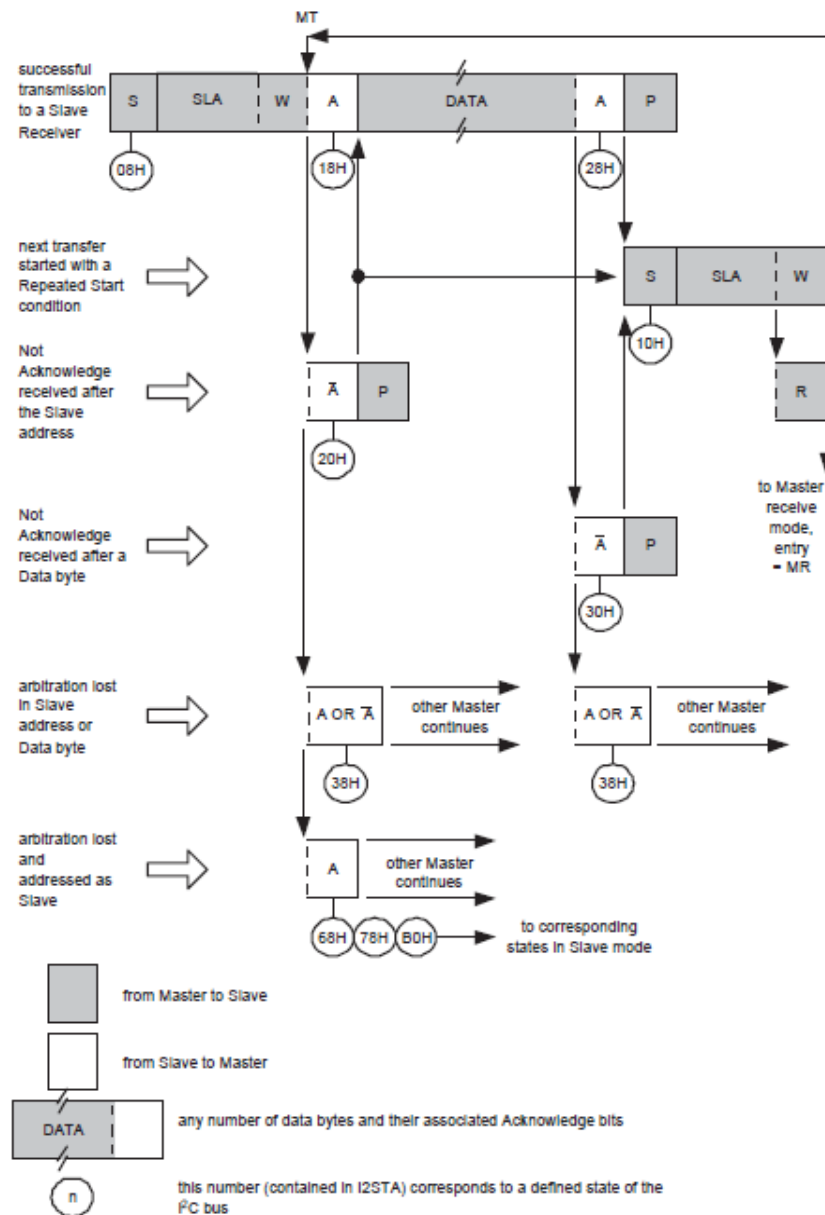 MT
successful
transmission
to a Slave
Receiver
S SLA W A DATA A P
08H 18H 28H
next transfer
started with a
Repeated Start
condition
S SLA W
10H
Not
Acknowledge
received after
the Slave
address
A̅ P R
20H
to Master
receive
mode,
entry
= MR
Not
Acknowledge
received after a
Data byte
A̅ P
30H
arbitration lost
in Slave
address or
Data byte
A OR A̅ other Master
continues
A OR A̅ other Master
continues
38H 38H
arbitration lost
and
addressed as
Slave
A other Master
continues
68H 78H B0H to corresponding
states in Slave mode
from Master to Slave
from Slave to Master
DATA any number of data bytes and their associated Acknowledge bits
n this number (contained in I2STA) corresponds to a defined state of the
I²C bus